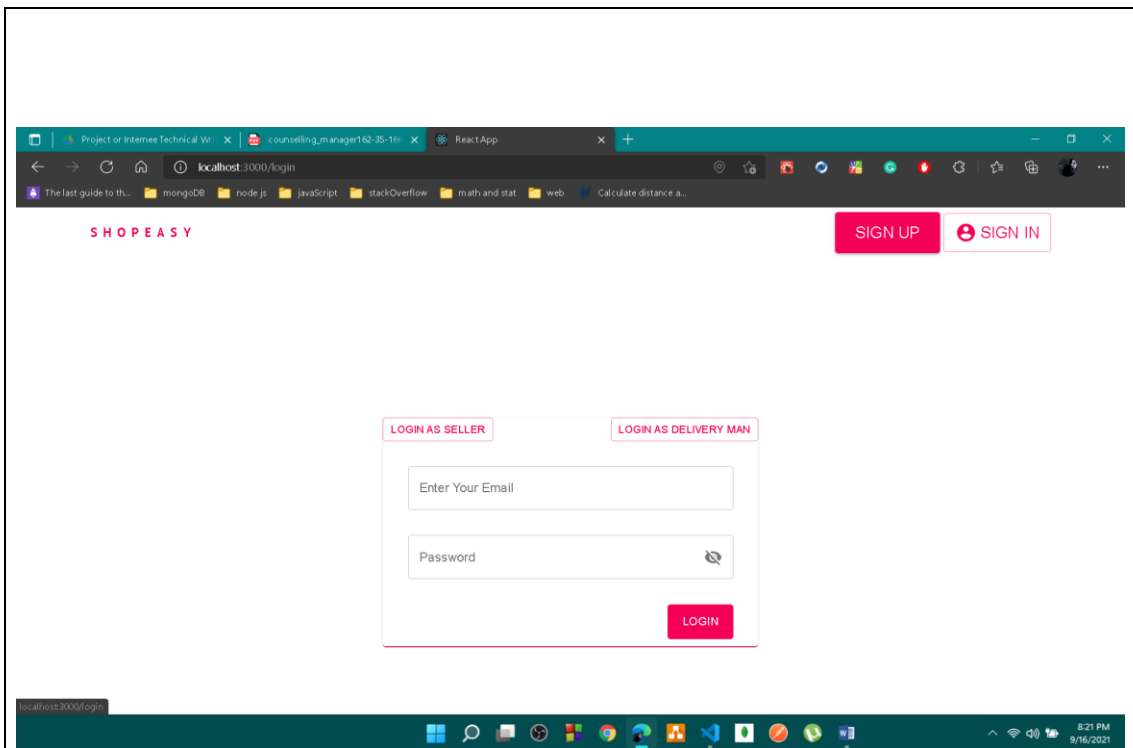 Project or Internee Technical Wri
counselling_manager162-35-166
React App
localhost:3000/login
The last guide to th...
mongoDB
node js
javaScript
stackOverflow
math and stat
web
Calculate distance a...
SHOPEASY
SIGN UP
SIGN IN
LOGIN AS SELLER
LOGIN AS DELIVERY MAN
Enter Your Email
Password
LOGIN
localhost:3000/login
8:21 PM
9/16/2021